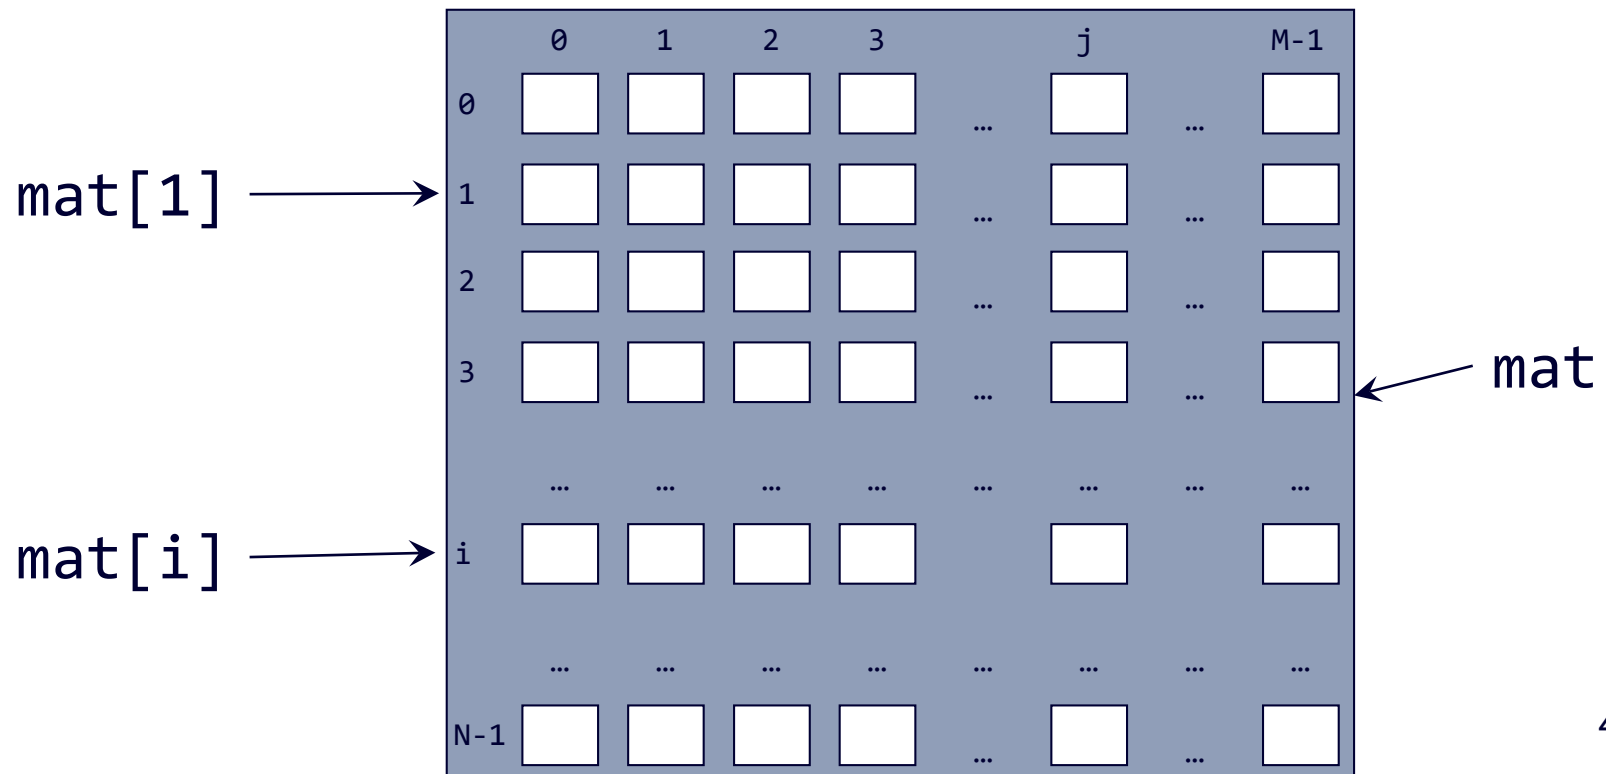 0 1 2 3 j M-1
0 … …
mat[1] 1 … …
2 … …
mat
3 … …
… … … … … … … …
mat[i] i
… … … … … … … …
N-1 … …